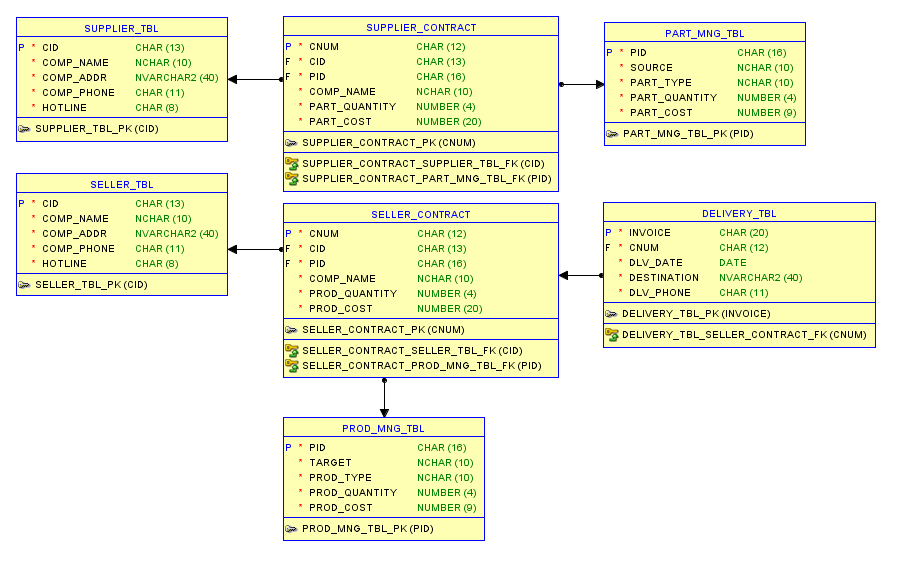 SUPPLIER_TBL
P * CID CHAR (13)
* COMP_NAME NCHAR (10)
* COMP_ADDR NVARCHAR2 (40)
* COMP_PHONE CHAR (11)
* HOTLINE CHAR (8)
SUPPLIER_TBL_PK (CID)
SUPPLIER_CONTRACT
P * CNUM CHAR (12)
F * CID CHAR (13)
F * PID CHAR (16)
* COMP_NAME NCHAR (10)
* PART_QUANTITY NUMBER (4)
* PART_COST NUMBER (20)
SUPPLIER_CONTRACT_PK (CNUM)
SUPPLIER_CONTRACT_SUPPLIER_TBL_FK (CID)
SUPPLIER_CONTRACT_PART_MNG_TBL_FK (PID)
PART_MNG_TBL
P * PID CHAR (16)
* SOURCE NCHAR (10)
* PART_TYPE NCHAR (10)
* PART_QUANTITY NUMBER (4)
* PART_COST NUMBER (9)
PART_MNG_TBL_PK (PID)
SELLER_TBL
P * CID CHAR (13)
* COMP_NAME NCHAR (10)
* COMP_ADDR NVARCHAR2 (40)
* COMP_PHONE CHAR (11)
* HOTLINE CHAR (8)
SELLER_TBL_PK (CID)
SELLER_CONTRACT
P * CNUM CHAR (12)
F * CID CHAR (13)
F * PID CHAR (16)
* COMP_NAME NCHAR (10)
* PROD_QUANTITY NUMBER (4)
* PROD_COST NUMBER (20)
SELLER_CONTRACT_PK (CNUM)
SELLER_CONTRACT_SELLER_TBL_FK (CID)
SELLER_CONTRACT_PROD_MNG_TBL_FK (PID)
DELIVERY_TBL
P * INVOICE CHAR (20)
F * CNUM CHAR (12)
* DLV_DATE DATE
* DESTINATION NVARCHAR2 (40)
* DLV_PHONE CHAR (11)
DELIVERY_TBL_PK (INVOICE)
DELIVERY_TBL_SELLER_CONTRACT_FK (CNUM)
PROD_MNG_TBL
P * PID CHAR (16)
* TARGET NCHAR (10)
* PROD_TYPE NCHAR (10)
* PROD_QUANTITY NUMBER (4)
* PROD_COST NUMBER (9)
PROD_MNG_TBL_PK (PID)